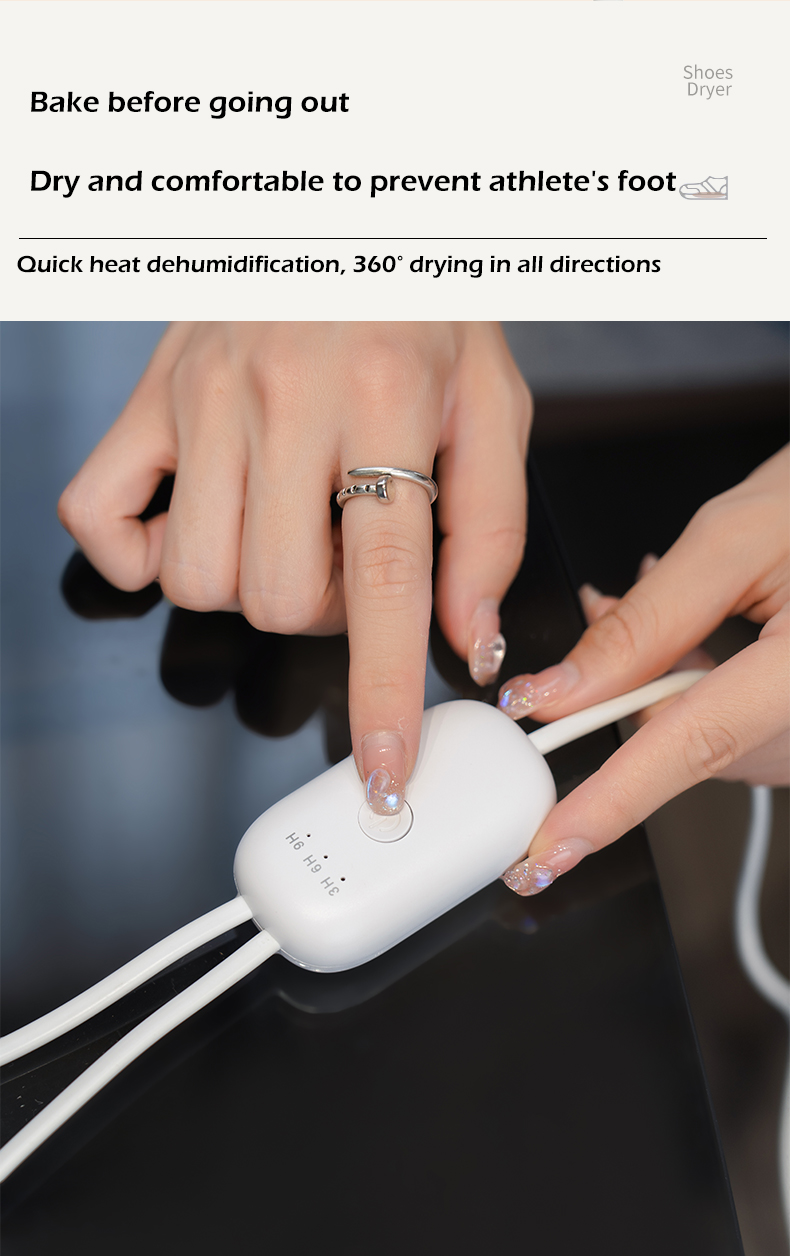 Shoes
Dryer
Bake before going out
Dry and comfortable to prevent athlete's foot
Quick heat dehumidification, 360° drying in all directions
3H 6H 9H